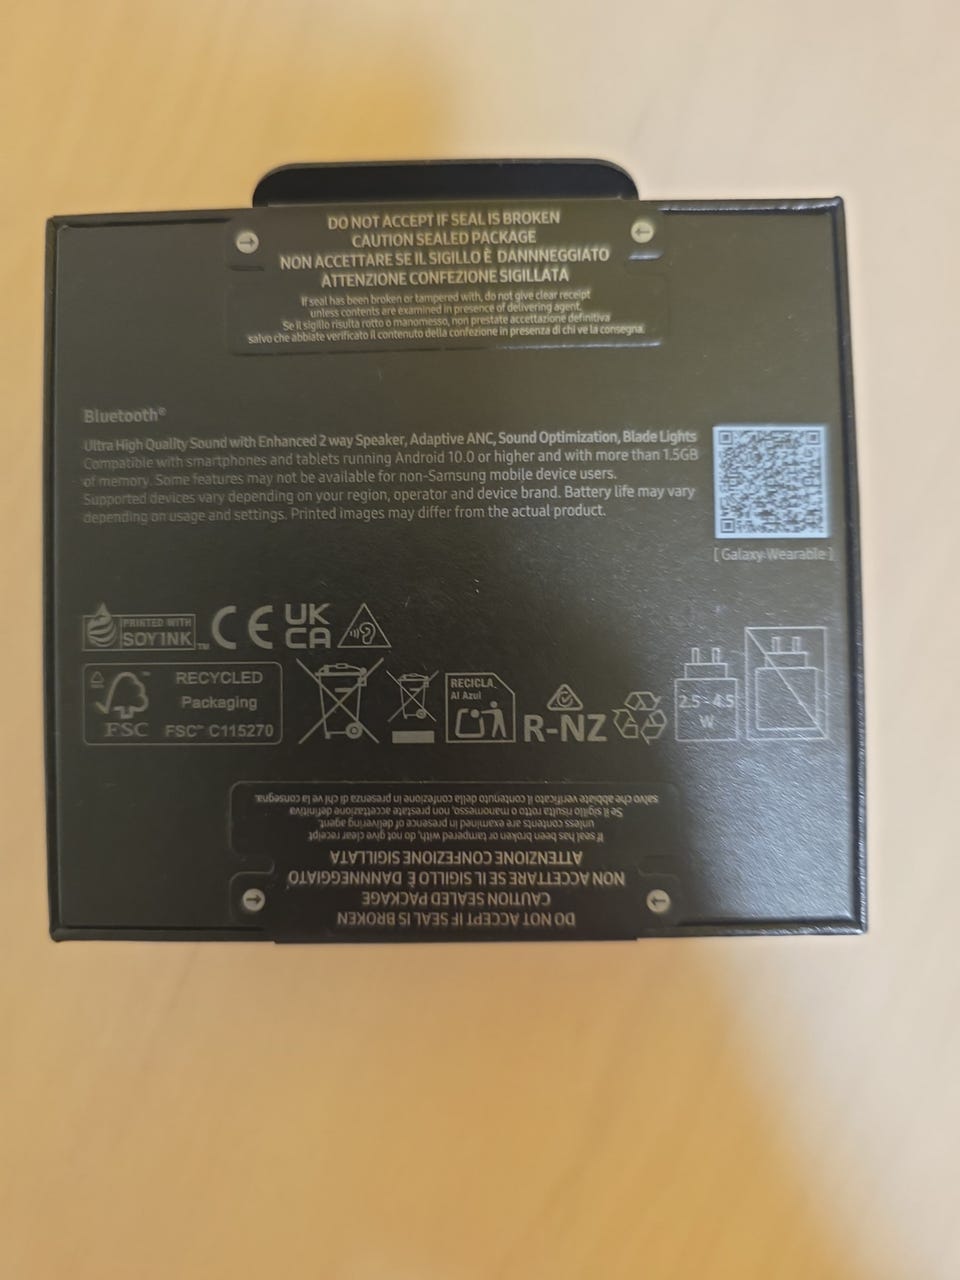 DO NOT ACCEPT IF SEAL IS BROKEN
CAUTION SEALED PACKAGE
NON ACCETTARE SE IL SIGILLO È DANNNEGGIATO
ATTENZIONE CONFEZIONE SIGILLATA
If seal has been broken or tampered with, do not give clear receipt
unless contents are examined in presence of delivering agent.
Se il sigillo risulta rotto o manomesso, non prestate accettazione definitiva
salvo che abbiate verificato il contenuto della confezione in presenza di chi ve la consegna.
Bluetooth®
Ultra High Quality Sound with Enhanced 2 way Speaker, Adaptive ANC, Sound Optimization, Blade Lights
Compatible with smartphones and tablets running Android 10.0 or higher and with more than 1.5GB
of memory. Some features may not be available for non-Samsung mobile device users.
Supported devices vary depending on your region, operator and device brand. Battery life may vary
depending on usage and settings. Printed images may differ from the actual product.
[ Galaxy Wearable ]
PRINTED WITH
SOY INK™
CE
UK
CA
FSC
RECYCLED
Packaging
FSC™ C115270
RECICLA
Al Azul
R-NZ
2.5 - 4.5
W
DO NOT ACCEPT IF SEAL IS BROKEN
CAUTION SEALED PACKAGE
NON ACCETTARE SE IL SIGILLO È DANNNEGGIATO
ATTENZIONE CONFEZIONE SIGILLATA
If seal has been broken or tampered with, do not give clear receipt
unless contents are examined in presence of delivering agent.
Se il sigillo risulta rotto o manomesso, non prestate accettazione definitiva
salvo che abbiate verificato il contenuto della confezione in presenza di chi ve la consegna.